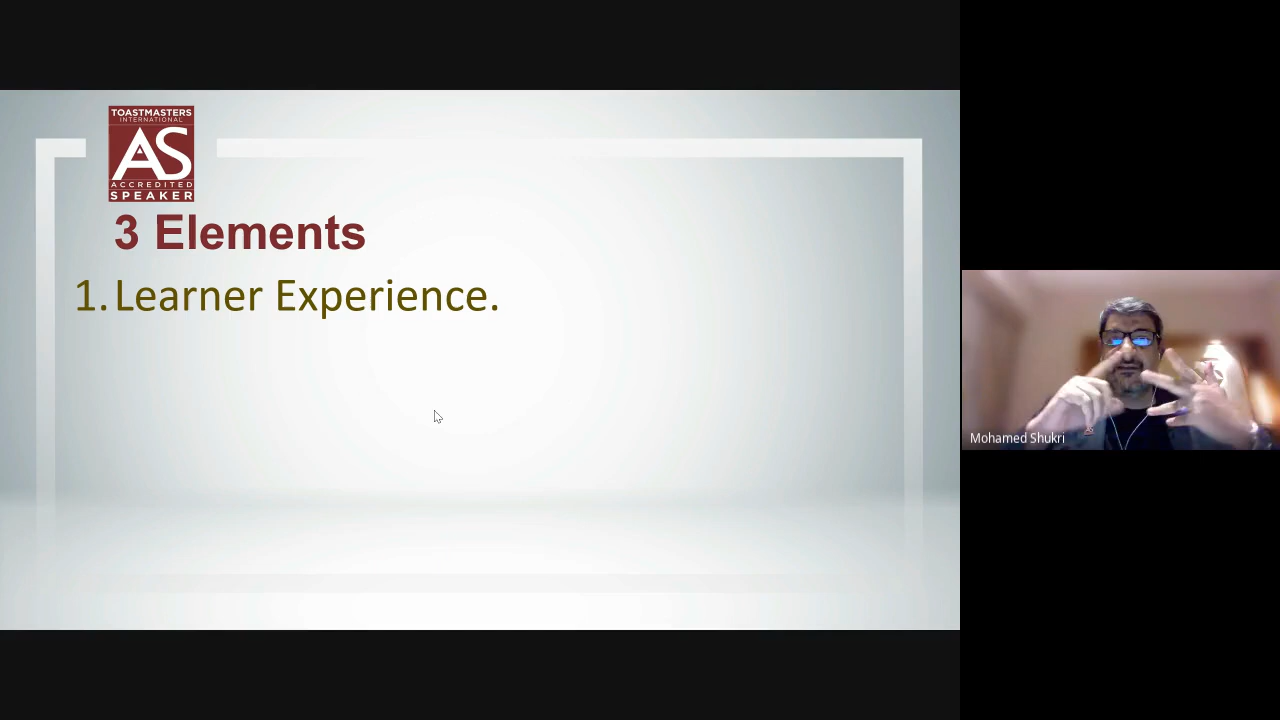 TOASTMASTERS
INTERNATIONAL
AS
ACCREDITED
SPEAKER
3 Elements
1. Learner Experience.
Mohamed Shukri